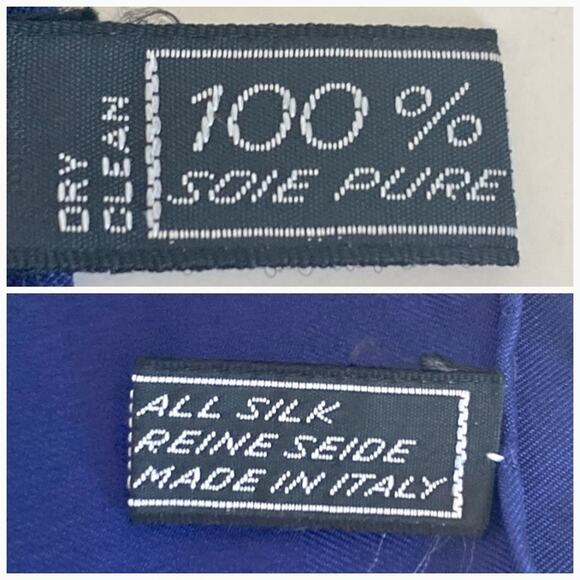 DRY
CLEAN
100%
SOIE PURE
ALL SILK
REINE SEIDE
MADE IN ITALY